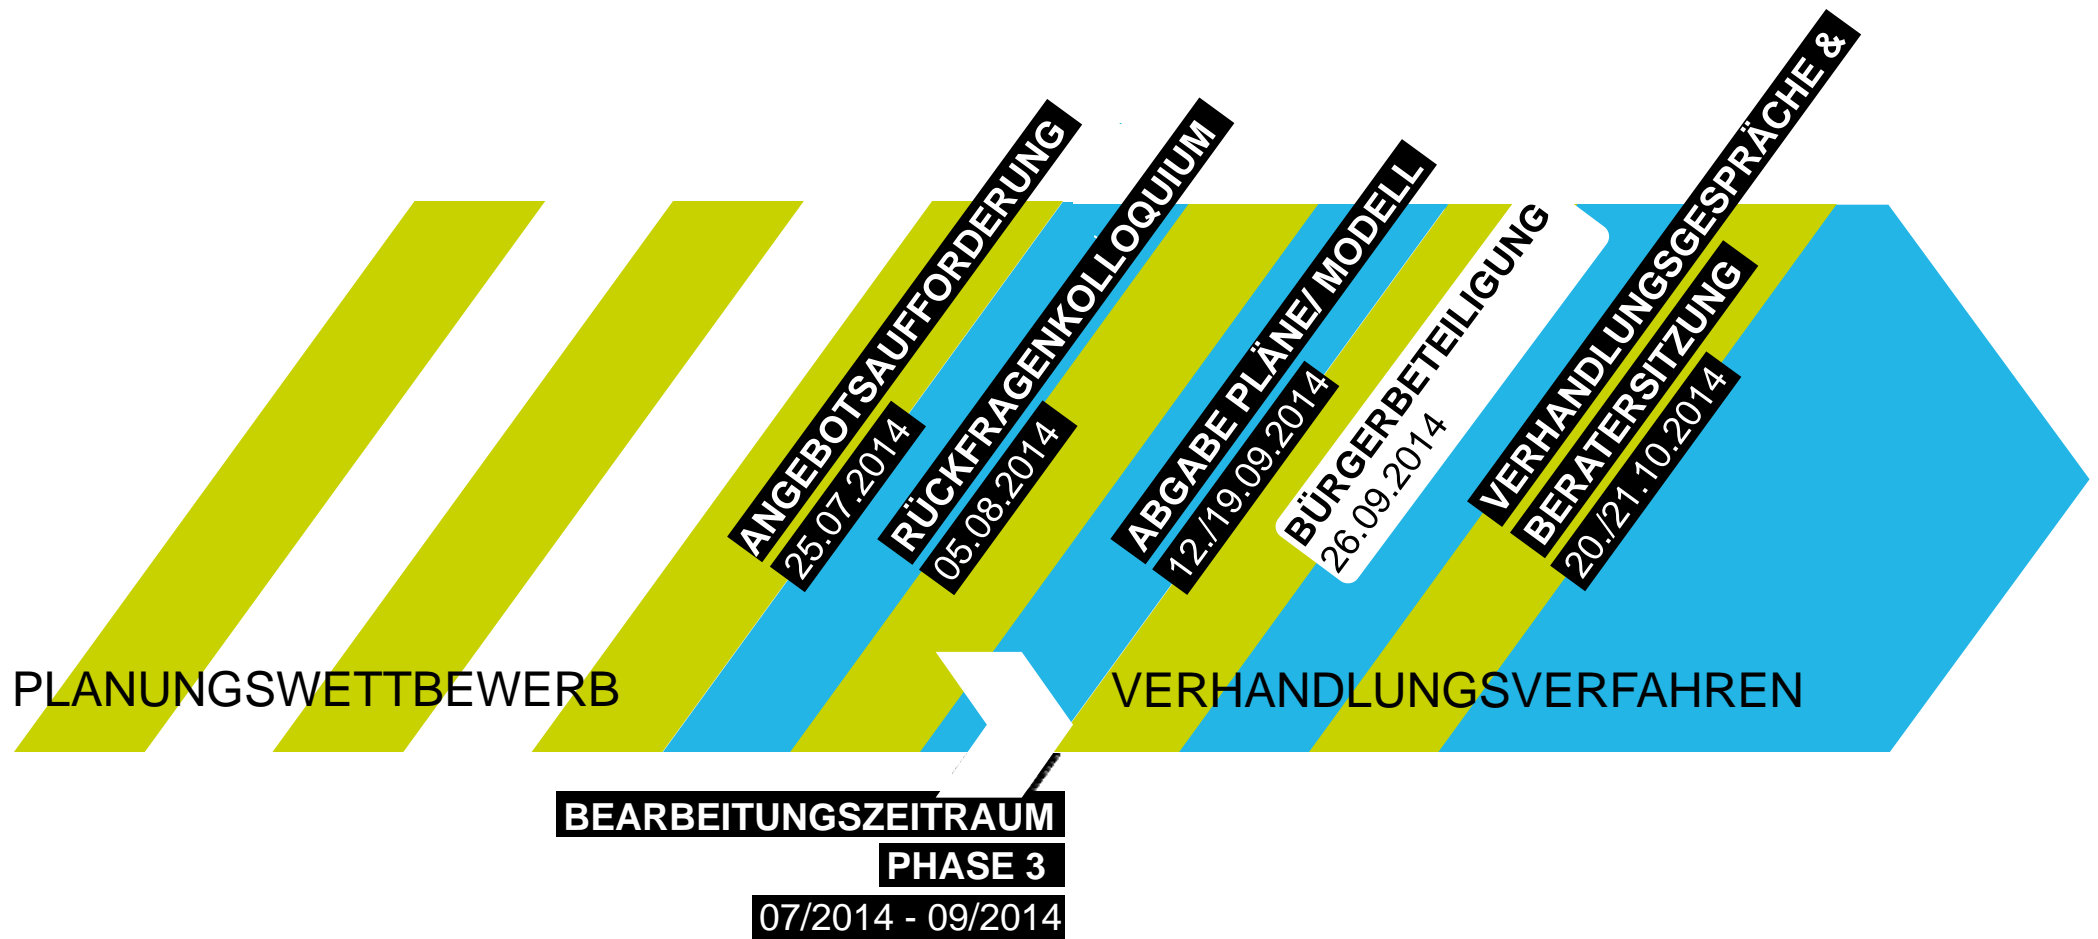 ANGEBOTSAUFFORDERUNG
25.07.2014
RÜCKFRAGENKOLLOQUIUM
05.08.2014
ABGABE PLÄNE/ MODELL
12./19.09.2014
BÜRGERBETEILIGUNG
26.09.2014
VERHANDLUNGSGESPRÄCHE &
BERATERSITZUNG
20./21.10.2014
PLANUNGSWETTBEWERB
VERHANDLUNGSVERFAHREN
BEARBEITUNGSZEITRAUM
PHASE 3
07/2014 - 09/2014